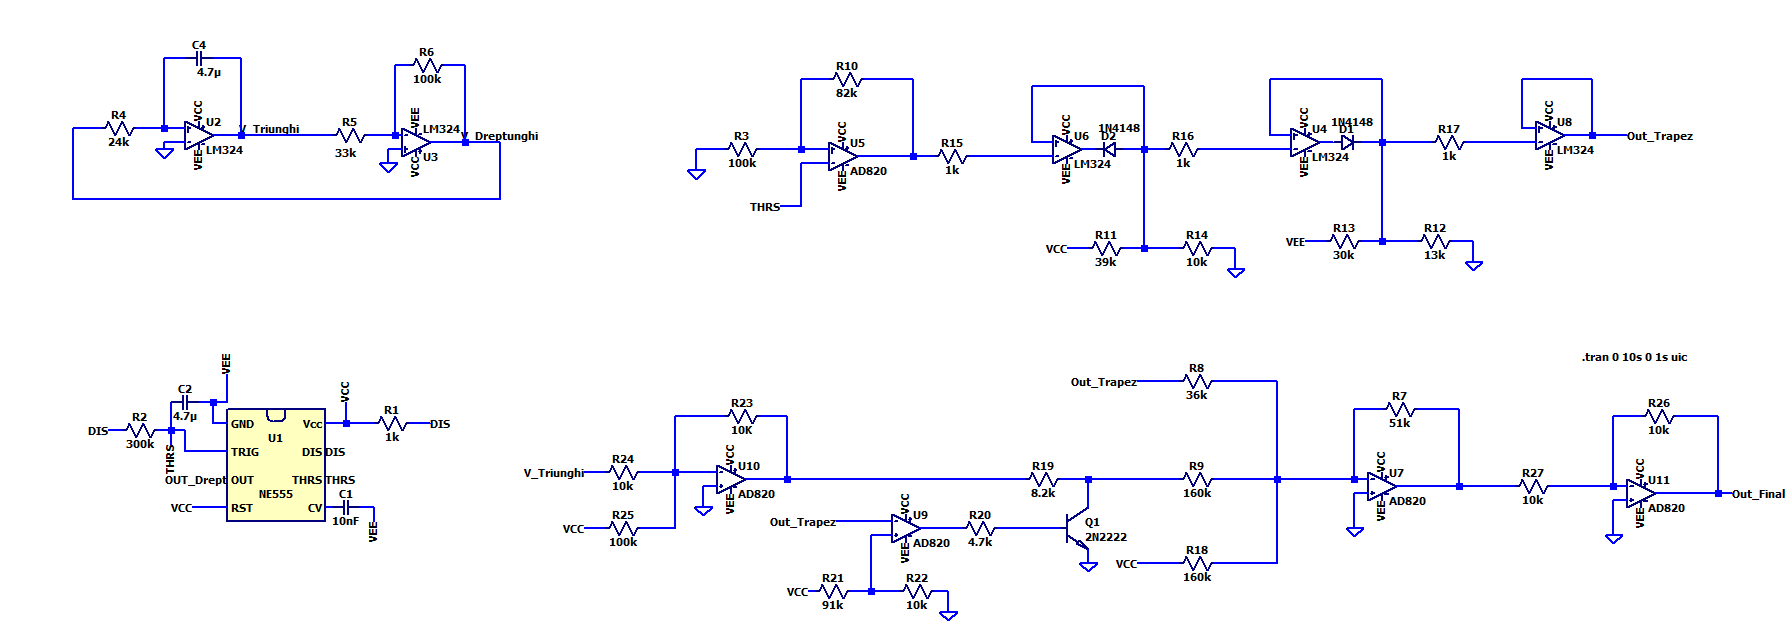 C4
4.7µ
R4
24k
VCC
U2
VEE
LM324
V_Triunghi
R5
33k
R6
100k
VEE
LM324
V_Dreptunghi
VCC
U3
R10
82k
R3
100k
VCC
U5
VEE
AD820
THRS
R15
1k
VCC
U6
1N4148
D2
VEE
LM324
R16
1k
VCC
R11
39k
R14
10k
VCC
U4
1N4148
D1
VEE
LM324
R17
1k
VEE
R13
30k
R12
13k
VCC
U8
VEE
LM324
Out_Trapez
.tran 0 10s 0 1s uic
VEE
C2
4.7µ
DIS
R2
300k
THRS
VCC
R1
1k
DIS
GND
Vcc
U1
TRIG
DIS
DIS
OUT_Drept
OUT
THRS
THRS
NE555
VCC
RST
CV
C1
10nF
VEE
R23
10K
V_Triunghi
R24
10k
VCC
R25
100k
VCC
U10
VEE
AD820
Out_Trapez
VCC
U9
VEE
AD820
R20
4.7k
VCC
R21
91k
R22
10k
R19
8.2k
Q1
2N2222
Out_Trapez
R8
36k
R9
160k
VCC
R18
160k
R7
51k
VCC
U7
VEE
AD820
R27
10k
R26
10k
VCC
U11
VEE
AD820
Out_Final